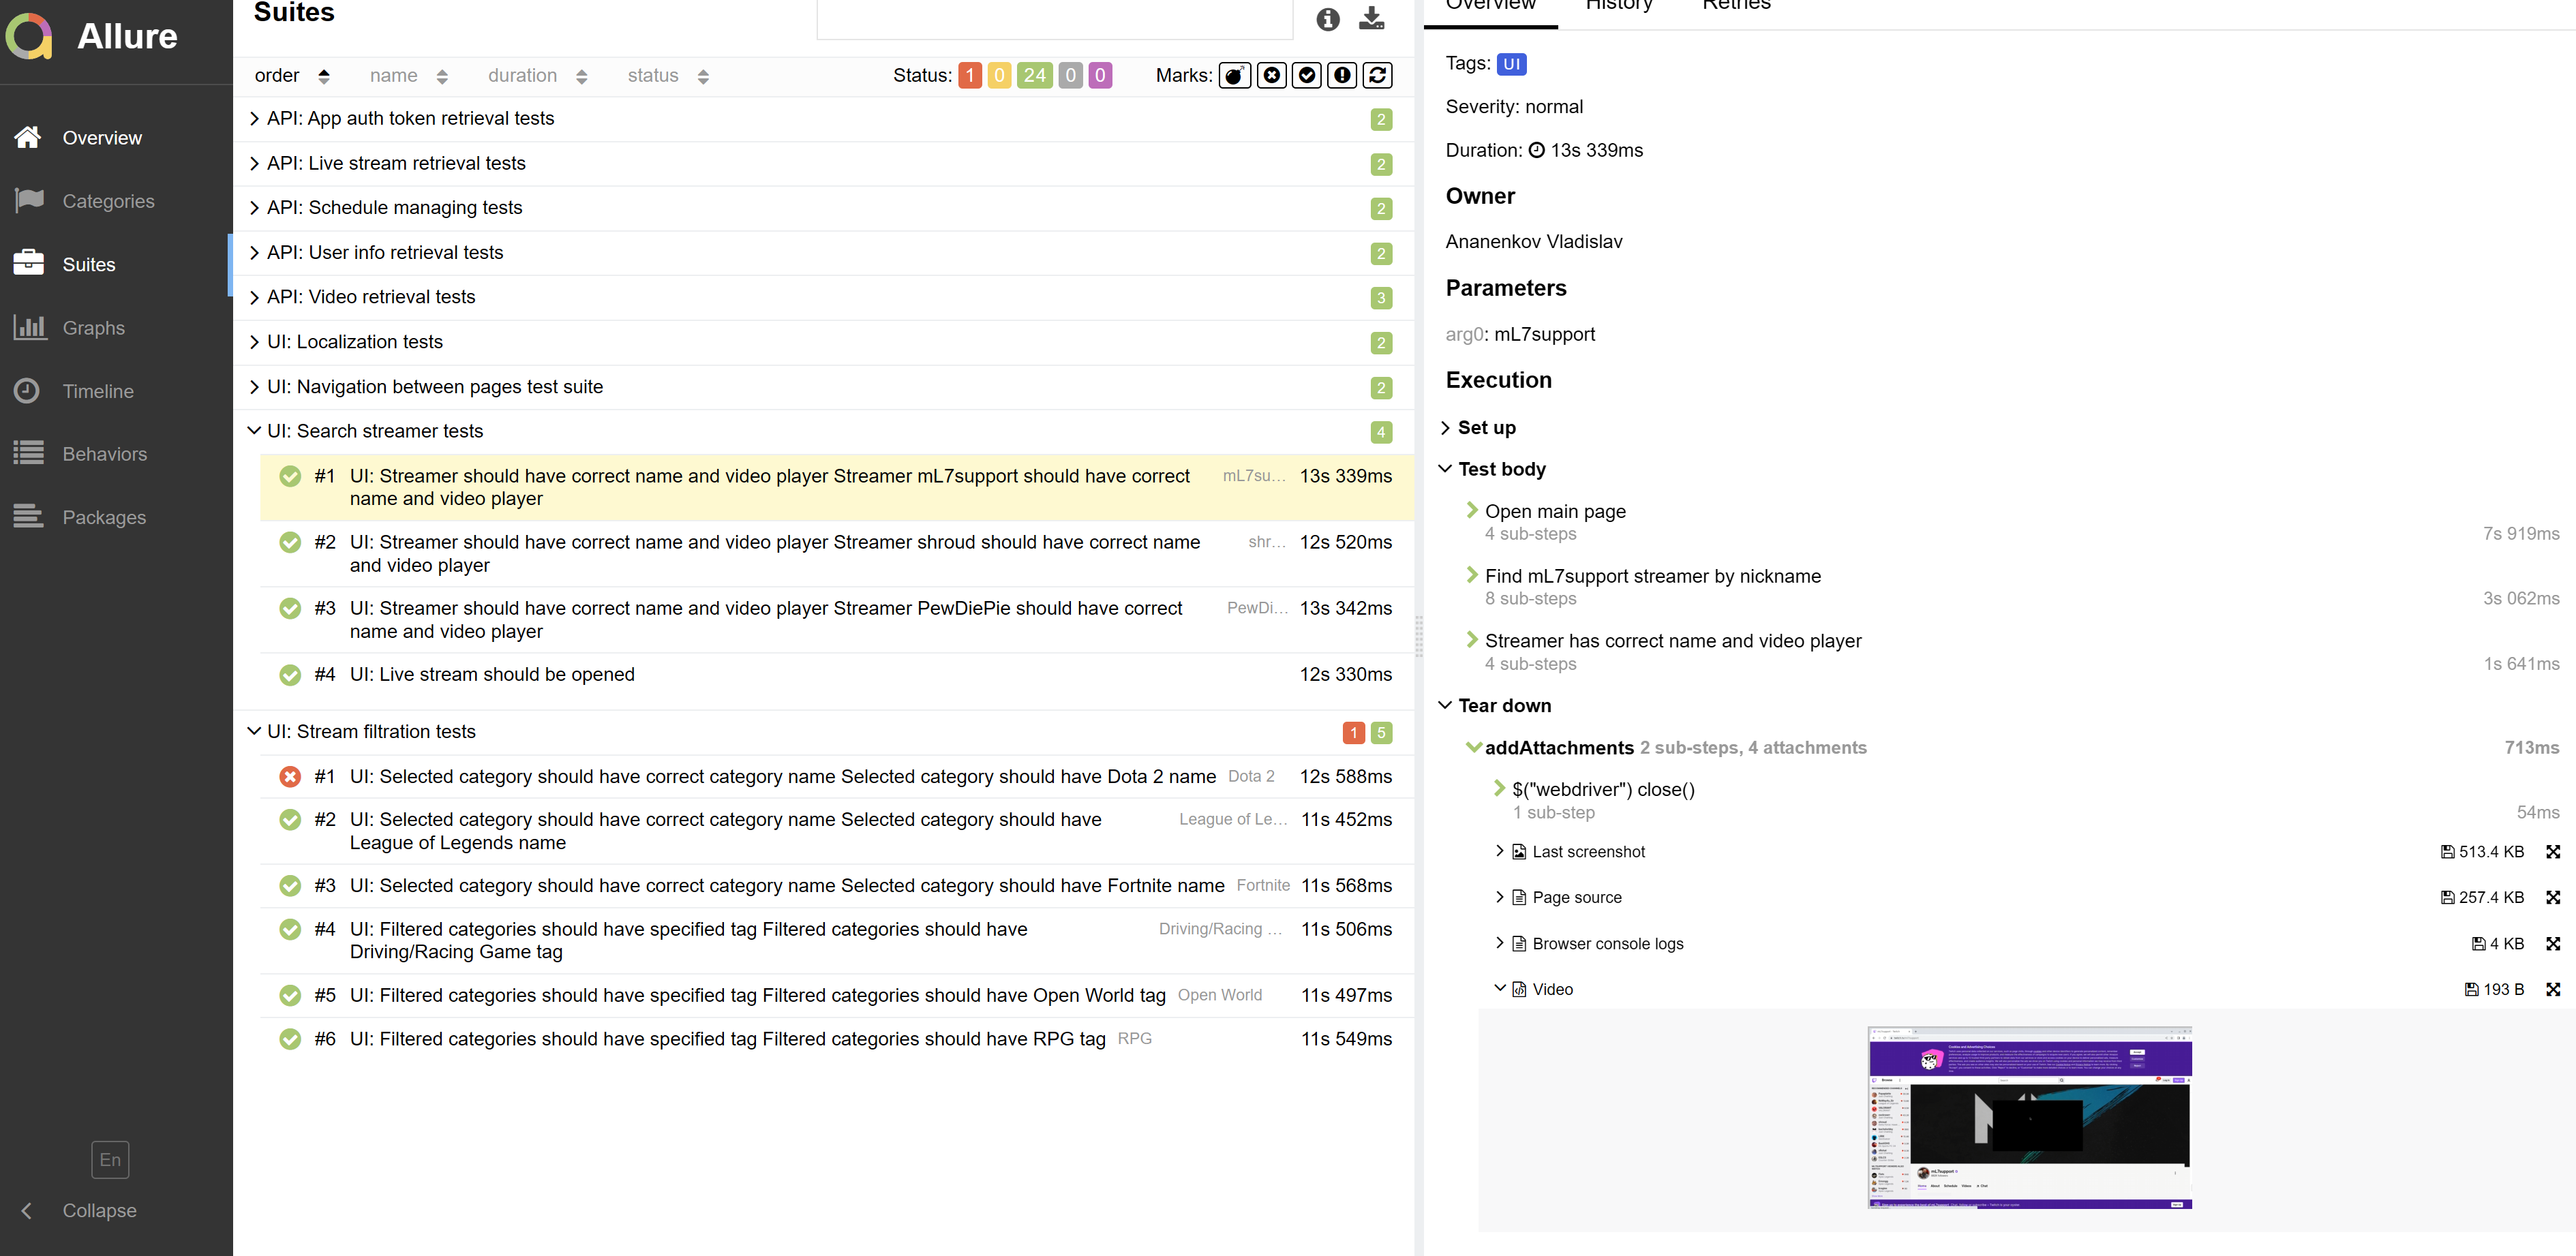 Allure
Overview
Categories
Suites
Graphs
Timeline
Behaviors
Packages
En
Collapse
Suites
order name duration status Status: 1 0 24 0 0 Marks:
API: App auth token retrieval tests 2
API: Live stream retrieval tests 2
API: Schedule managing tests 2
API: User info retrieval tests 2
API: Video retrieval tests 3
UI: Localization tests 2
UI: Navigation between pages test suite 2
UI: Search streamer tests 4
#1 UI: Streamer should have correct name and video player Streamer mL7support should have correct mL7su... 13s 339ms
name and video player
#2 UI: Streamer should have correct name and video player Streamer shroud should have correct name shr... 12s 520ms
and video player
#3 UI: Streamer should have correct name and video player Streamer PewDiePie should have correct PewDi... 13s 342ms
name and video player
#4 UI: Live stream should be opened 12s 330ms
UI: Stream filtration tests 1 5
#1 UI: Selected category should have correct category name Selected category should have Dota 2 name Dota 2 12s 588ms
#2 UI: Selected category should have correct category name Selected category should have League of Le... 11s 452ms
League of Legends name
#3 UI: Selected category should have correct category name Selected category should have Fortnite name Fortnite 11s 568ms
#4 UI: Filtered categories should have specified tag Filtered categories should have Driving/Racing ... 11s 506ms
Driving/Racing Game tag
#5 UI: Filtered categories should have specified tag Filtered categories should have Open World tag Open World 11s 497ms
#6 UI: Filtered categories should have specified tag Filtered categories should have RPG tag RPG 11s 549ms
Overview History Retries
Tags: UI
Severity: normal
Duration: 13s 339ms
Owner
Ananenkov Vladislav
Parameters
arg0: mL7support
Execution
Set up
Test body
Open main page
4 sub-steps 7s 919ms
Find mL7support streamer by nickname
8 sub-steps 3s 062ms
Streamer has correct name and video player
4 sub-steps 1s 641ms
Tear down
addAttachments 2 sub-steps, 4 attachments 713ms
$("webdriver") close()
1 sub-step 54ms
Last screenshot 513.4 KB
Page source 257.4 KB
Browser console logs 4 KB
Video 193 B
Cookies and Advertising Choices
Browse
mL7support
Home About Schedule Videos Chat